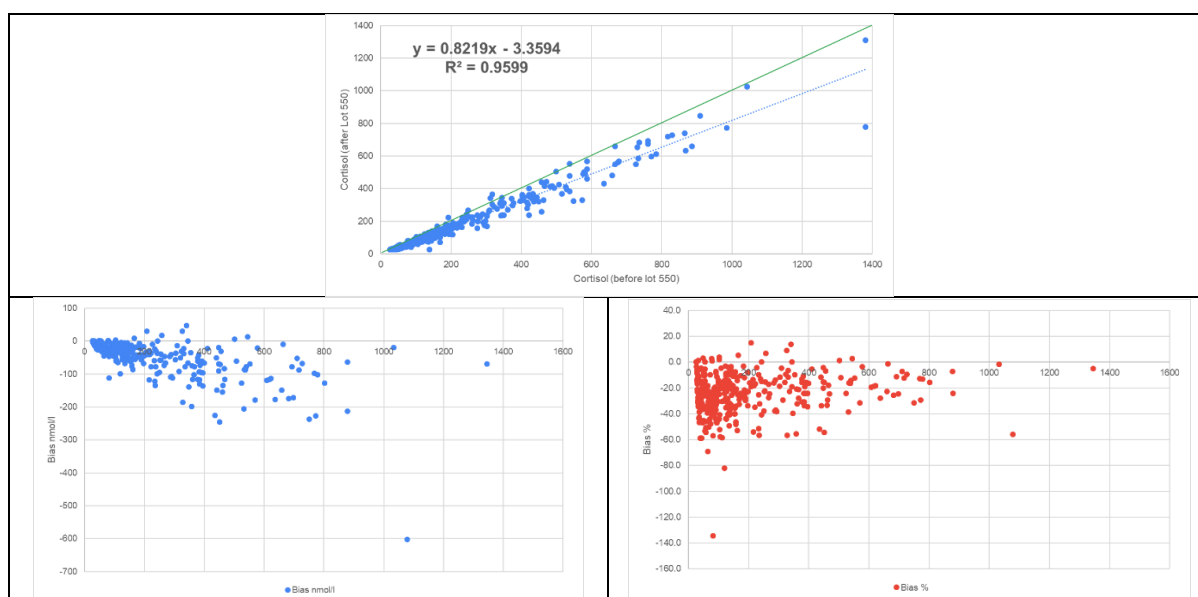 y = 0.8219x - 3.3594
R² = 0.9599
Cortisol (after Lot 550)
1400
1200
1000
800
600
400
200
0
0 200 400 600 800 1000 1200 1400
Cortisol (before lot 550)
Bias nmol/l
100
0
-100
-200
-300
-400
-500
-600
-700
0 200 400 600 800 1000 1200 1400 1600
Bias nmol/l
Bias %
40.0
20.0
0.0
-20.0
-40.0
-60.0
-80.0
-100.0
-120.0
-140.0
-160.0
0 200 400 600 800 1000 1200 1400 1600
Bias %